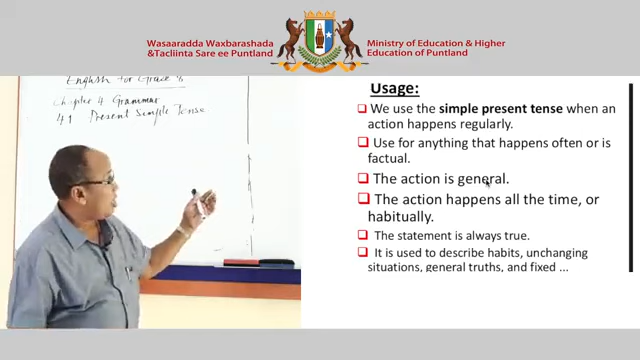 Wasaaradda Waxbarashada
&Tacliinta Sare ee Puntland
Ministry of Education & Higher
Education of Puntland
English for Grade 8
Chapter 4 Grammar
4.1 Present Simple Tense
Usage:
We use the simple present tense when an
action happens regularly.
Use for anything that happens often or is
factual.
The action is general.
The action happens all the time, or
habitually.
The statement is always true.
It is used to describe habits, unchanging
situations, general truths, and fixed ...